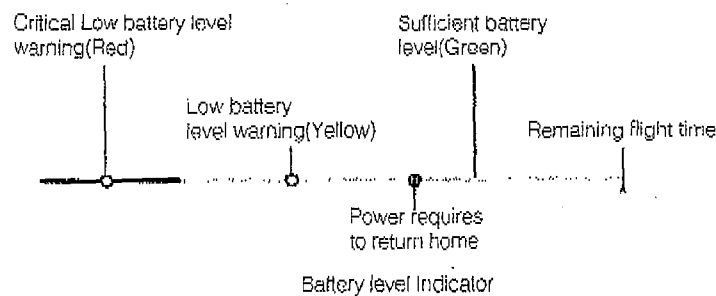 Critical Low battery level
warning(Red)
Sufficient battery
level(Green)
Low battery
level warning(Yellow)
Remaining flight time
Power requires
to return home
Battery level Indicator